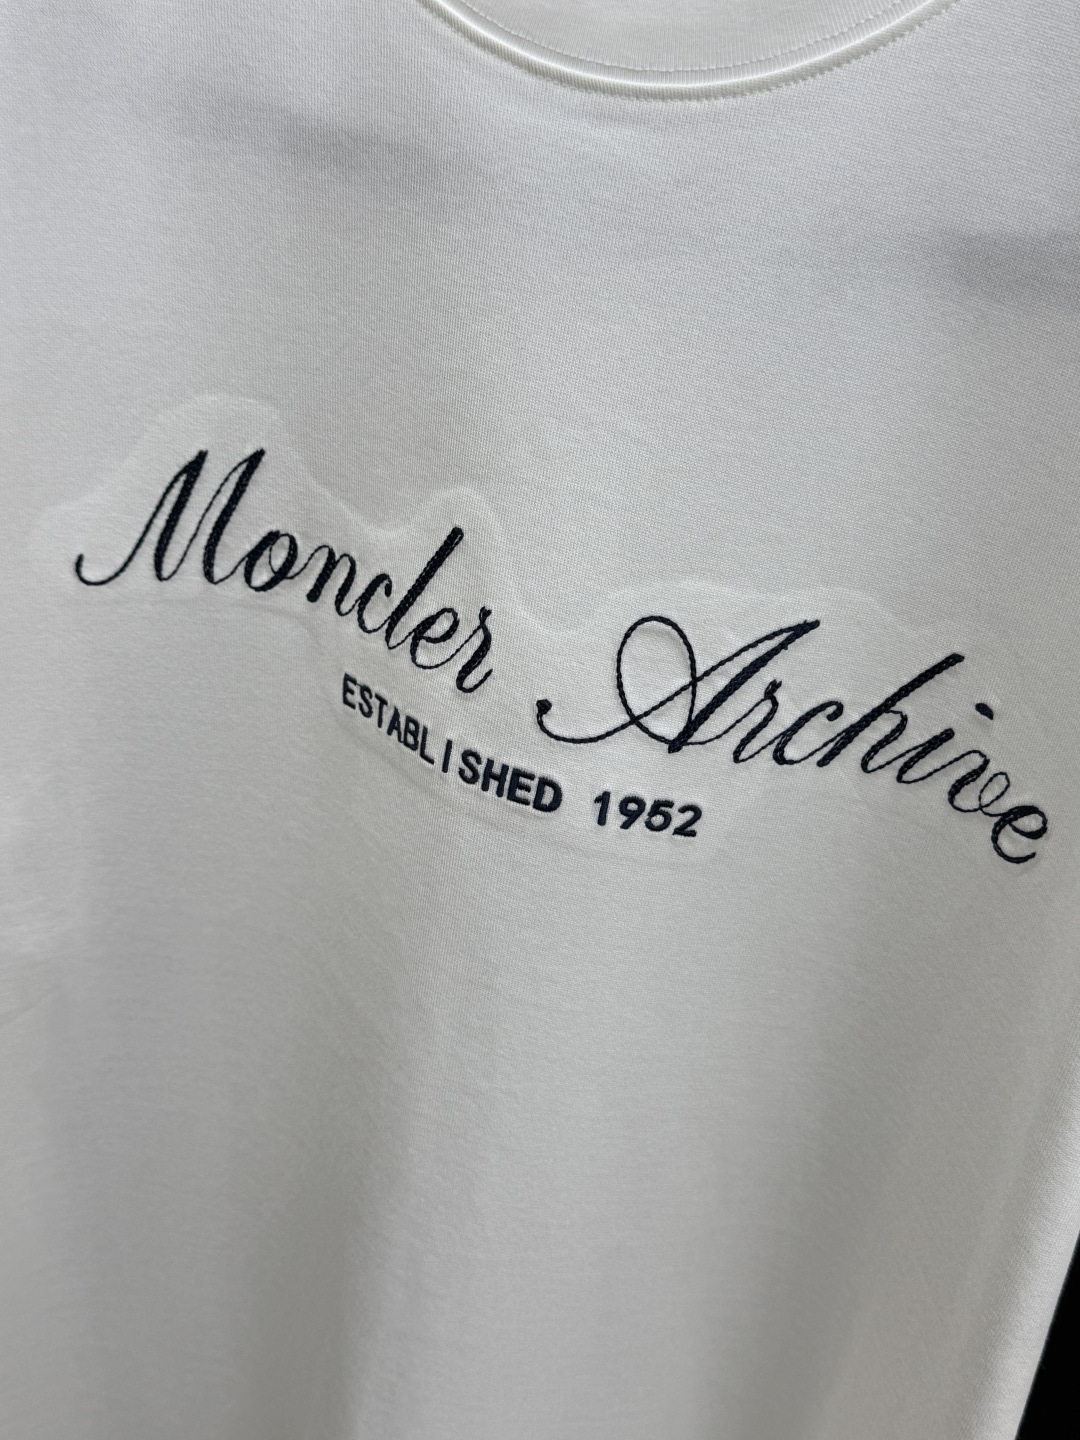 Moncler Archive
ESTABLISHED 1952